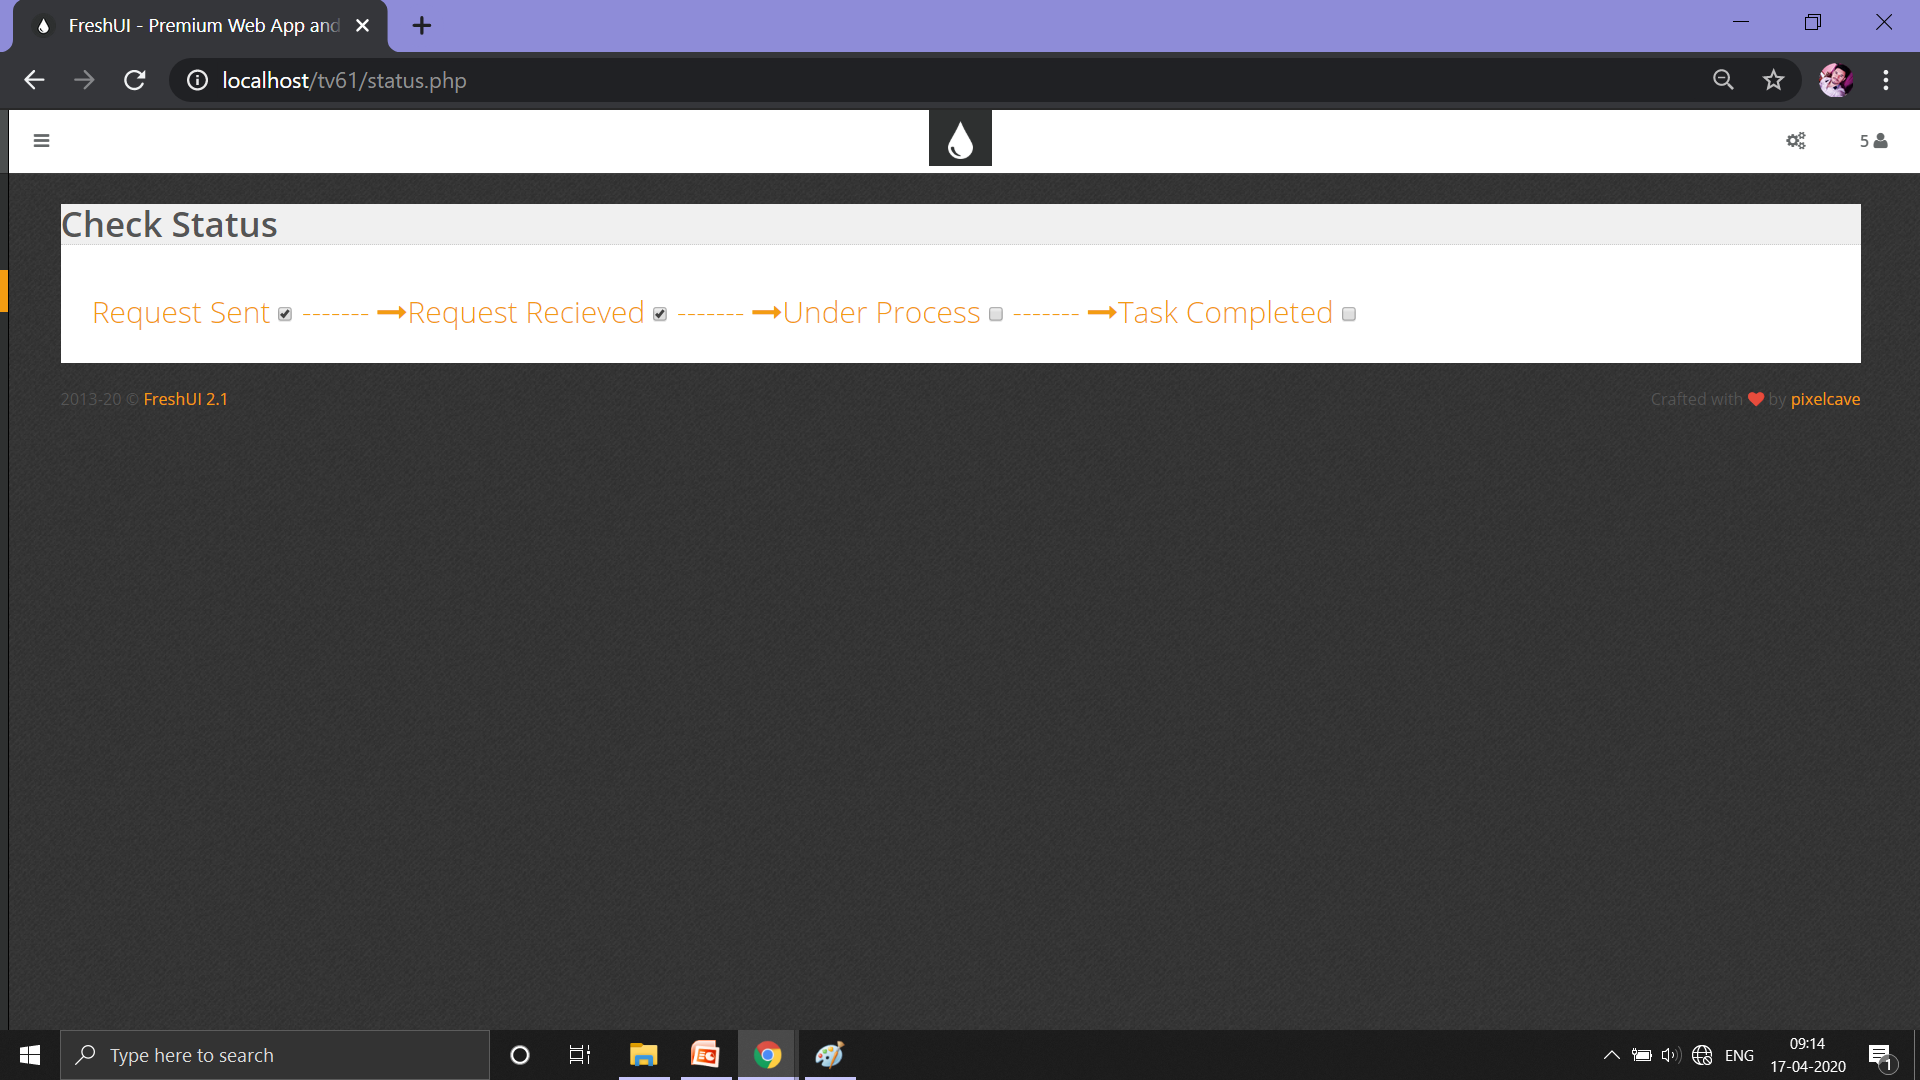 FreshUI - Premium Web App and
localhost/tv61/status.php
5
Check Status
Request Sent ------- Request Recieved ------- Under Process ------- Task Completed
2013-20 © FreshUI 2.1
Crafted with by pixelcave
Type here to search
ENG
09:14
17-04-2020
1